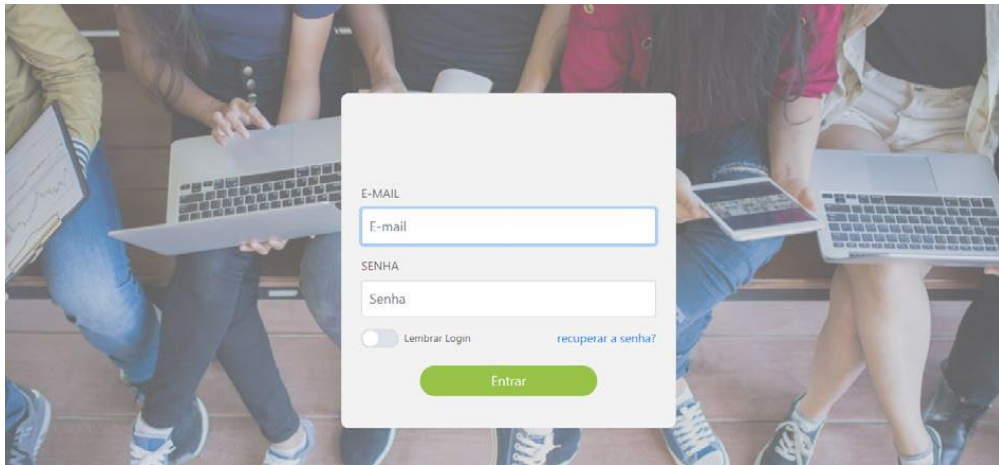 E-MAIL
E-mail
SENHA
Senha
Lembrar Login recuperar a senha?
Entrar